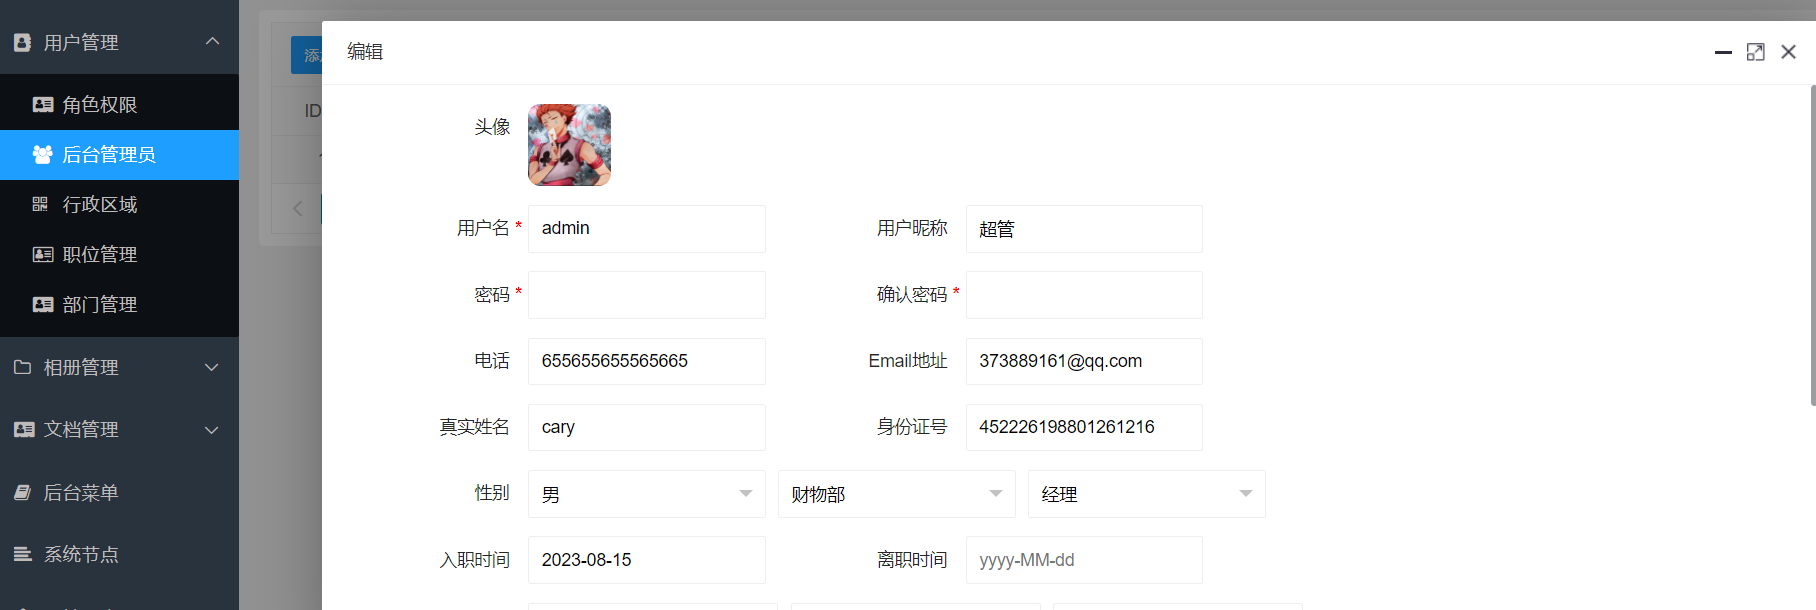 用户管理
角色权限
后台管理员
行政区域
职位管理
部门管理
相册管理
文档管理
后台菜单
系统节点
ID
编辑
头像
用户名 * admin 用户昵称 超管
密码 * 确认密码 *
电话 655655655565665 Email地址 373889161@qq.com
真实姓名 cary 身份证号 452226198801261216
性别 男 财物部 经理
入职时间 2023-08-15 离职时间 yyyy-MM-dd